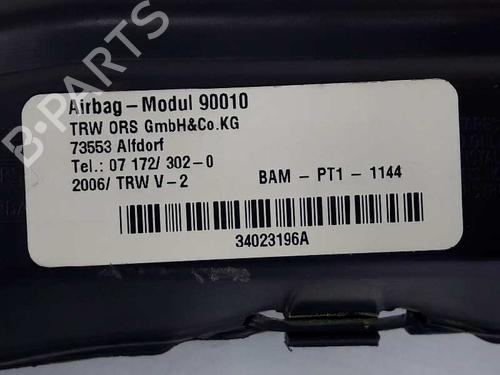 Airbag-Modul 90010
TRW ORS GmbH&Co.KG
73553 Alfdorf
Tel.: 07 172/ 302-0
2006/ TRW V-2 BAM - PT1 - 1144
34023196A